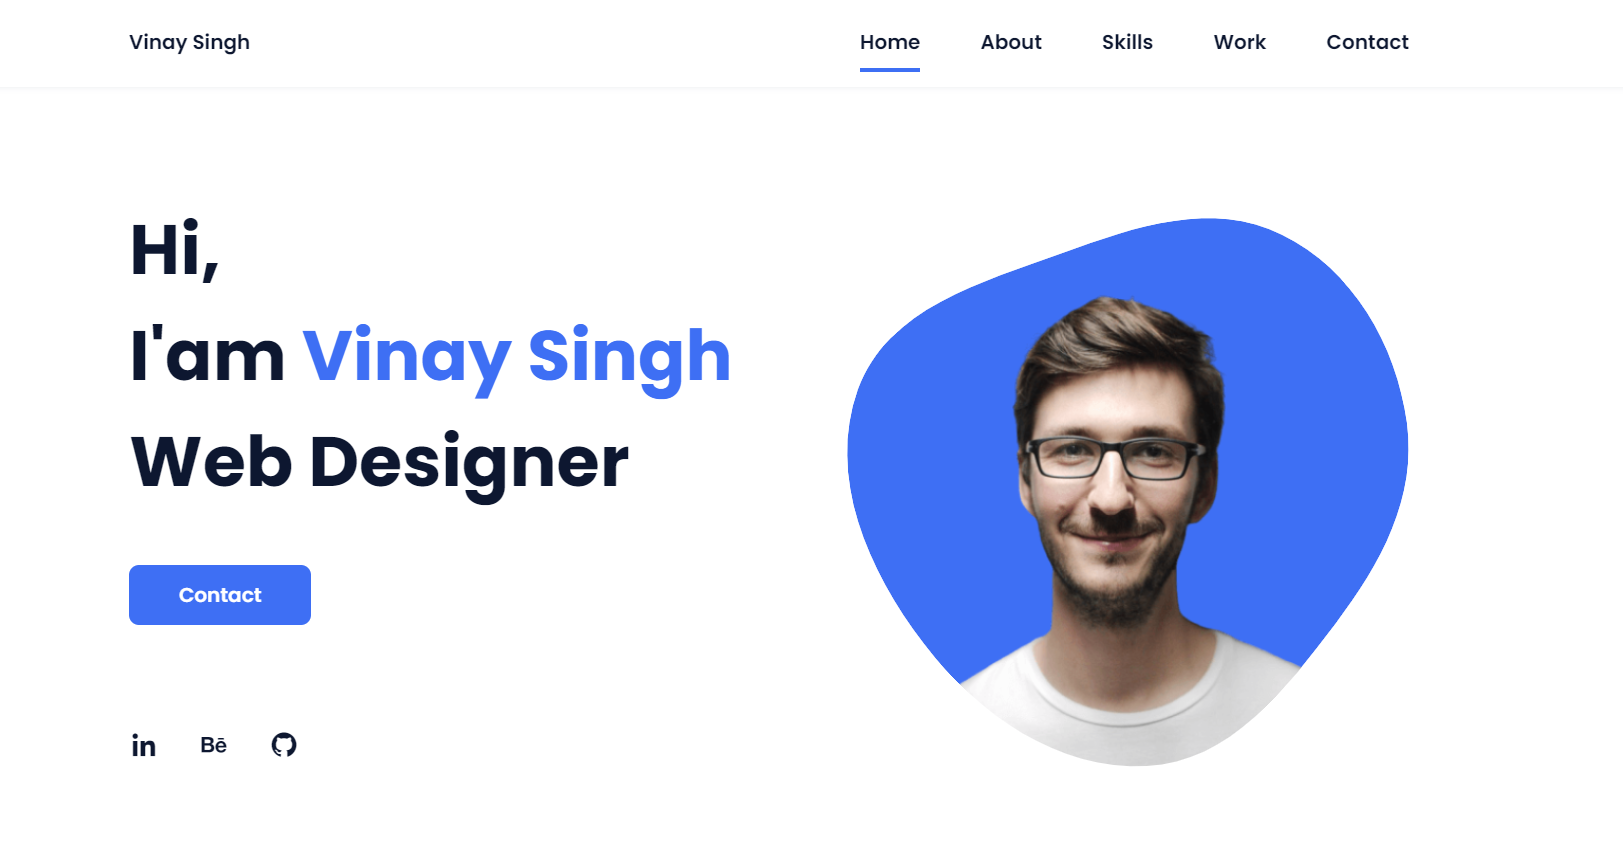 Vinay Singh
Home About Skills Work Contact
Hi,
I'am Vinay Singh
Web Designer
Contact
in Bē